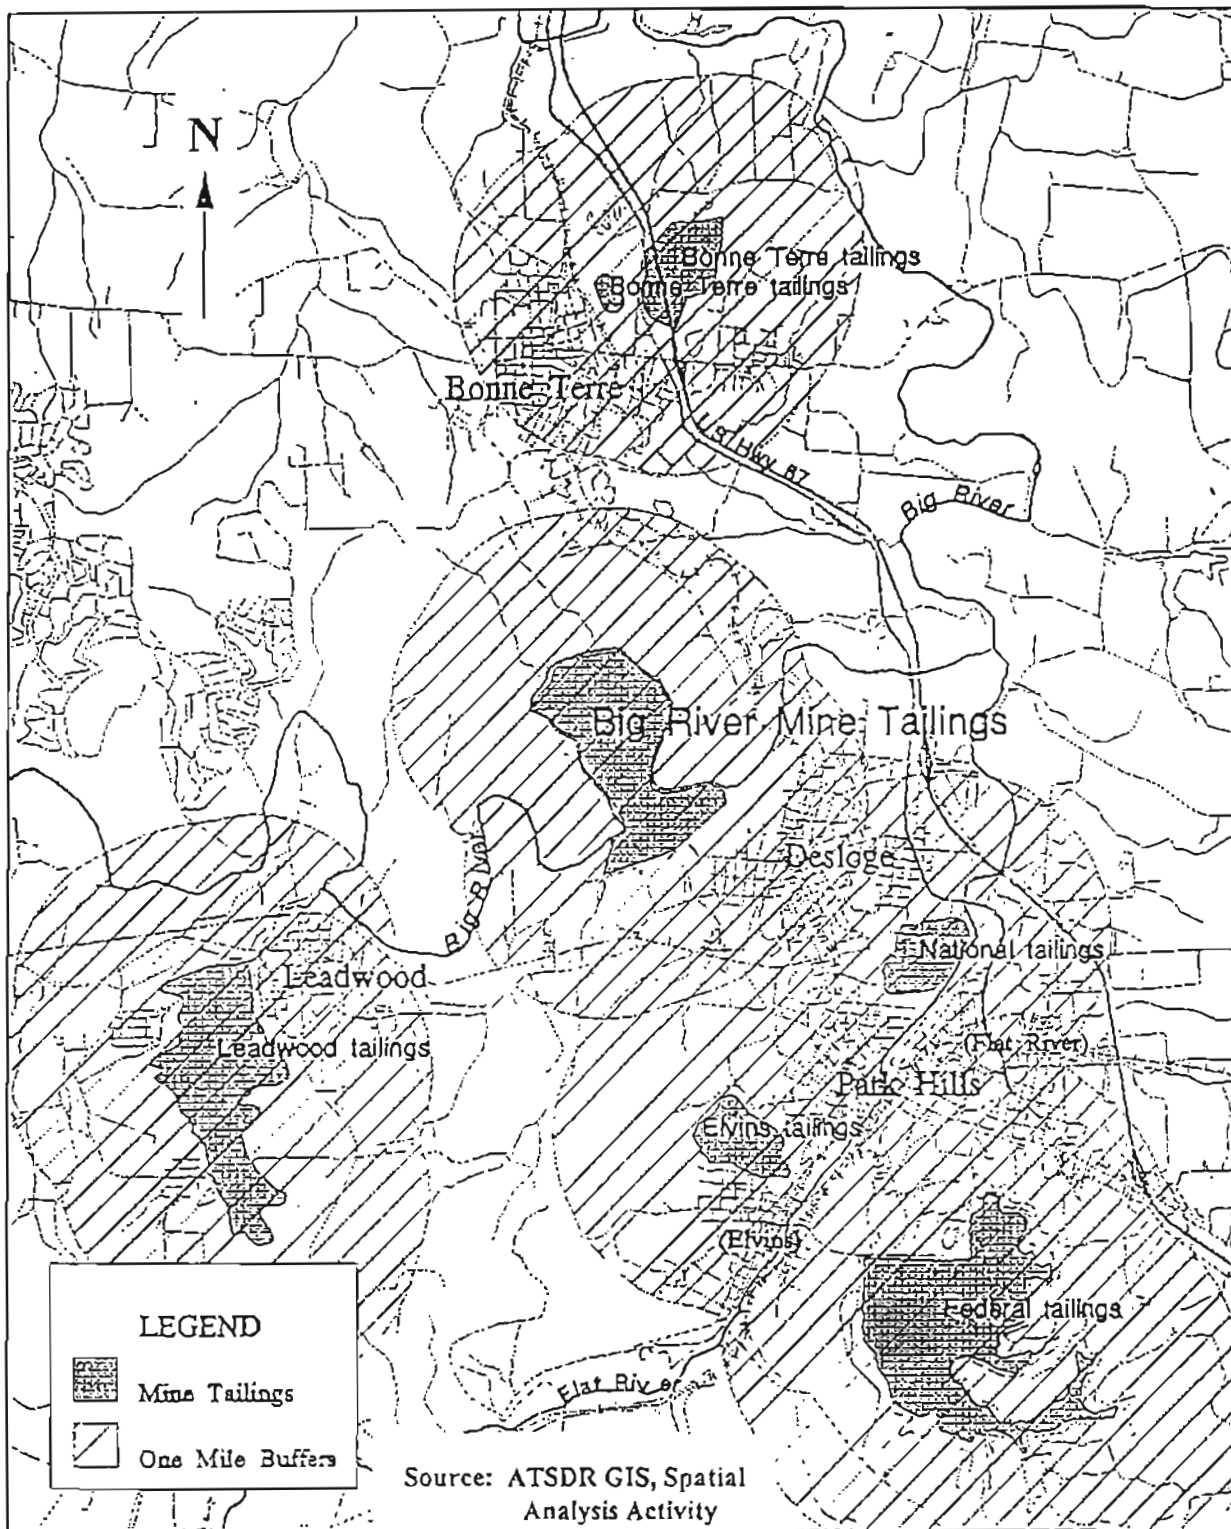 N
Bonne Terre tailings
Bonne Terre tailings
Bonne Terre
U.S. Hwy 67
Big River
Big River Mine Tailings
Desloge
Big River
National tailings
Leadwood
(Flat River)
Leadwood tailings
Park Hills
Elvins tailings
(Elvins)
Federal tailings
Flat River
LEGEND
Mine Tailings
One Mile Buffers
Source: ATSDR GIS, Spatial
Analysis Activity